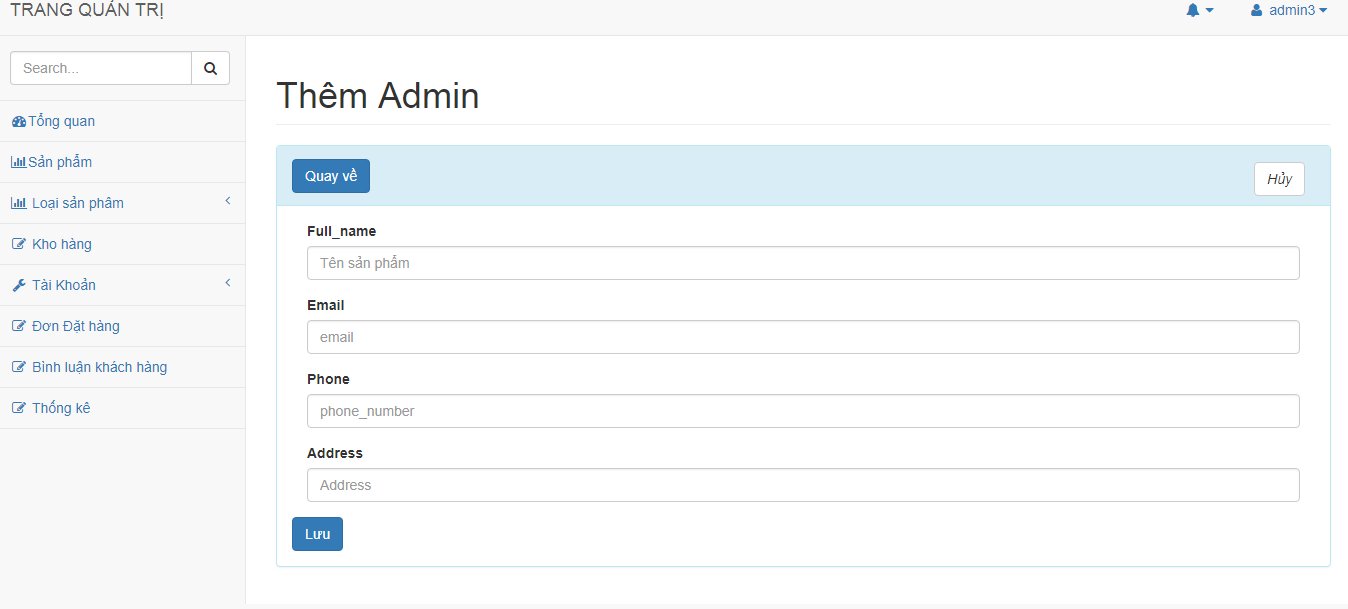 TRANG QUẢN TRỊ
admin3
Search...
Tổng quan
Sản phẩm
Loại sản phâm
Kho hàng
Tài Khoản
Đơn Đặt hàng
Bình luận khách hàng
Thống kê
Thêm Admin
Quay về
Hủy
Full_name
Tên sản phẩm
Email
email
Phone
phone_number
Address
Address
Lưu